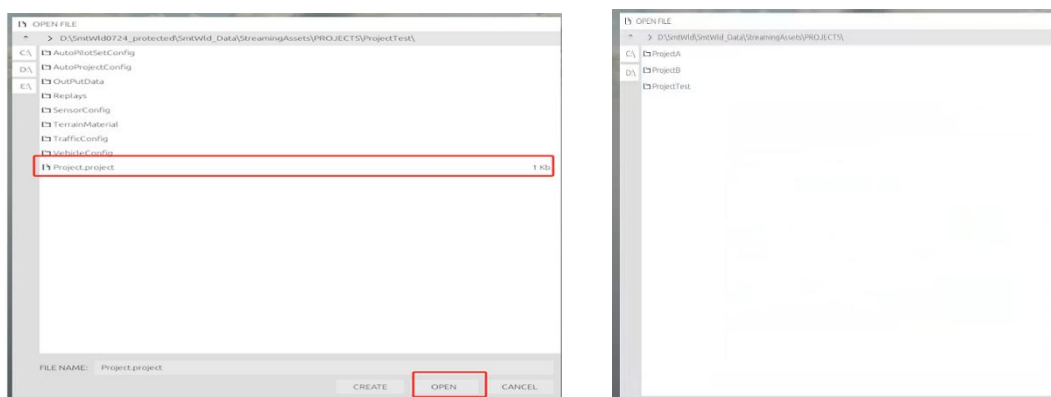 OPEN FILE
^ > D:\SmtWld0724_protected\SmtWld_Data\StreamingAssets\PROJECTS\ProjectTest\
C:\ AutoPilotSetConfig
D:\ AutoProjectConfig
E:\ OutPutData
Replays
SensorConfig
TerrainMaterial
TrafficConfig
VehicleConfig
Project.project 1 Kb
FILE NAME: Project.project
CREATE OPEN CANCEL
OPEN FILE
^ > D:\SmtWld\SmtWld_Data\StreamingAssets\PROJECTS\
C:\ ProjectA
D:\ ProjectB
ProjectTest